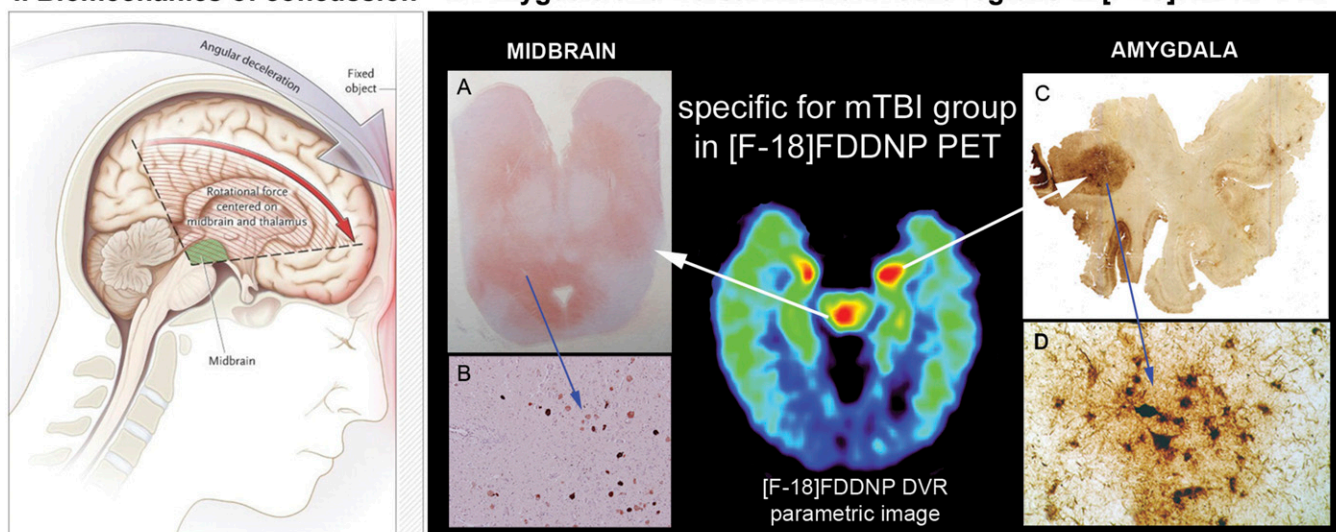 Angular deceleration
Fixed
object
Rotational force
centered on
midbrain and thalamus
Midbrain
MIDBRAIN
A
B
specific for mTBI group
in [F-18]FDDNP PET
[F-18]FDDNP DVR
parametric image
AMYGDALA
C
D